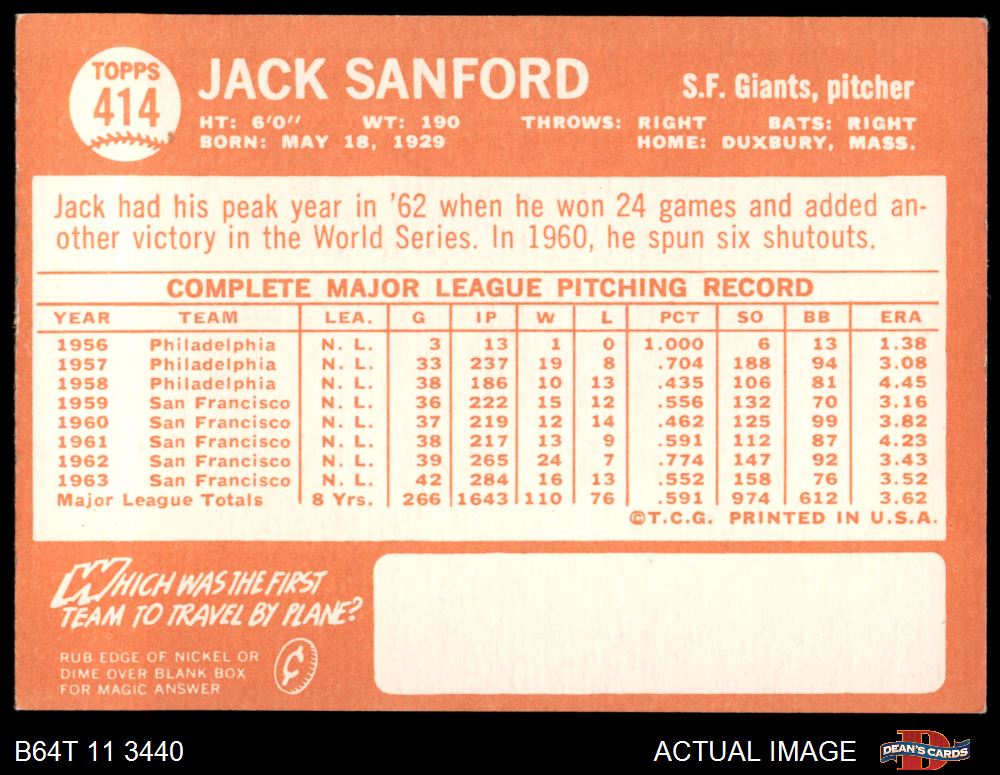 TOPPS
414
JACK SANFORD
S.F. Giants, pitcher
HT: 6'0" WT: 190 THROWS: RIGHT BATS: RIGHT
BORN: MAY 18, 1929 HOME: DUXBURY, MASS.
Jack had his peak year in '62 when he won 24 games and added an-
other victory in the World Series. In 1960, he spun six shutouts.
COMPLETE MAJOR LEAGUE PITCHING RECORD
YEAR TEAM LEA. G IP W L PCT SO BB ERA
1956 Philadelphia N. L. 3 13 1 0 1.000 6 13 1.38
1957 Philadelphia N. L. 33 237 19 8 .704 188 94 3.08
1958 Philadelphia N. L. 38 186 10 13 .435 106 81 4.45
1959 San Francisco N. L. 36 222 15 12 .556 132 70 3.16
1960 San Francisco N. L. 37 219 12 14 .462 125 99 3.82
1961 San Francisco N. L. 38 217 13 9 .591 112 87 4.23
1962 San Francisco N. L. 39 265 24 7 .774 147 92 3.43
1963 San Francisco N. L. 42 284 16 13 .552 158 76 3.52
Major League Totals 8 Yrs. 266 1643 110 76 .591 974 612 3.62
©T.C.G. PRINTED IN U.S.A.
WHICH WAS THE FIRST
TEAM TO TRAVEL BY PLANE?
RUB EDGE OF NICKEL OR
DIME OVER BLANK BOX
FOR MAGIC ANSWER
¢
B64T 11 3440
ACTUAL IMAGE
D
DEAN'S CARDS